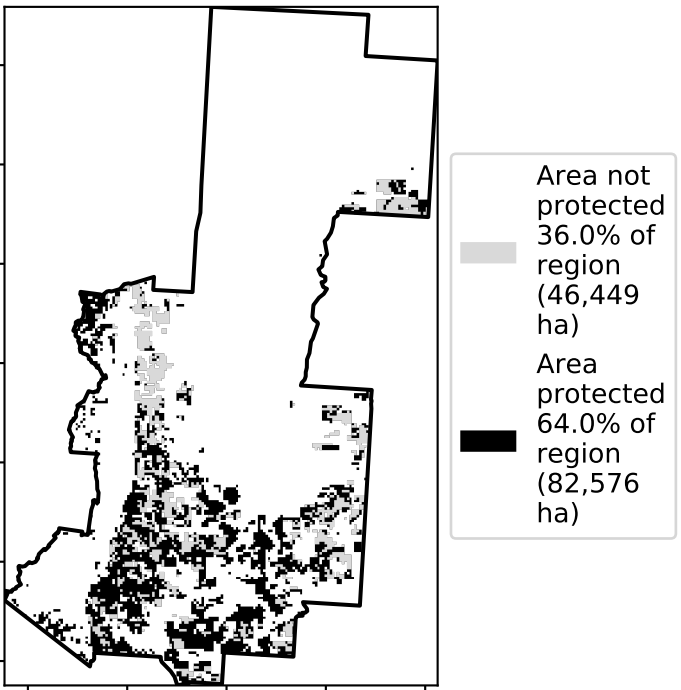 Area not
protected
36.0% of
region
(46,449
ha)
Area
protected
64.0% of
region
(82,576
ha)